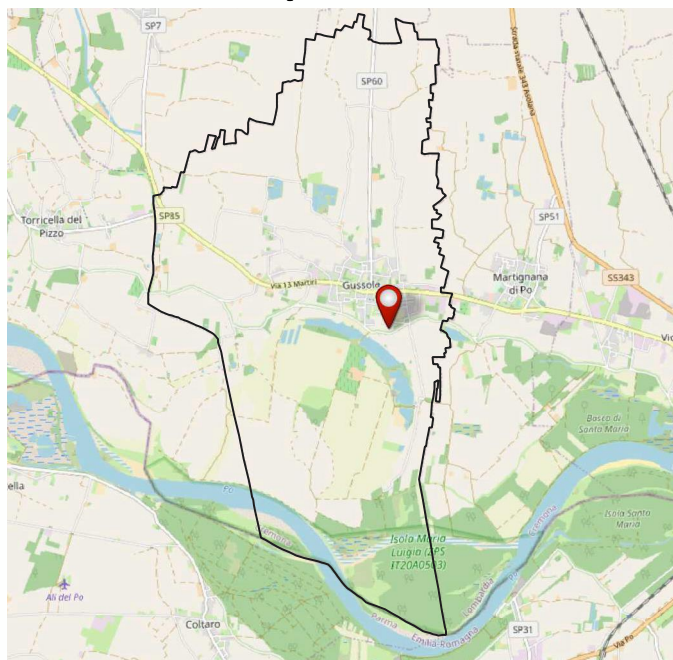 SP7
SP60
Strada statale 343 Asolana
Torricella del
Pizzo
SP85
SP51
Via 13 Martiri
Gussola
Martignana
di Po
SS343
Bosco di
Santa Maria
Po
Cremona
Isola Maria
Luigia (ZPS
IT20A0503)
Cremona
Isola Santa
Maria
Po
Lombardia
Ali del Po
Coltaro
Parma
Emilia-Romagna
SP31
Via Po